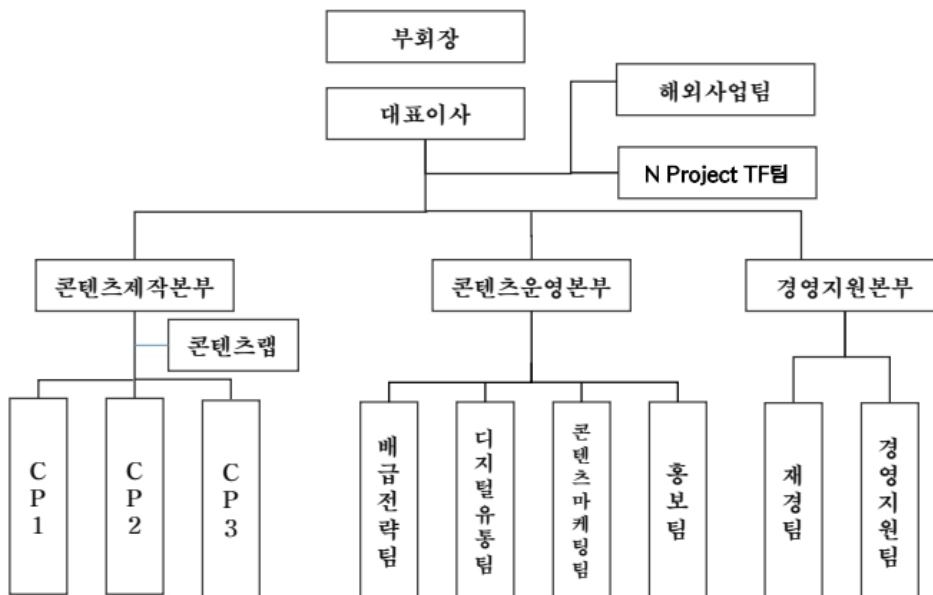 부회장
대표이사
해외사업팀
N Project TF팀
콘텐츠제작본부
콘텐츠운영본부
경영지원본부
콘텐츠랩
CP1
CP2
CP3
배급전략팀
디지털유통팀
콘텐츠마케팅팀
홍보팀
재경팀
경영지원팀